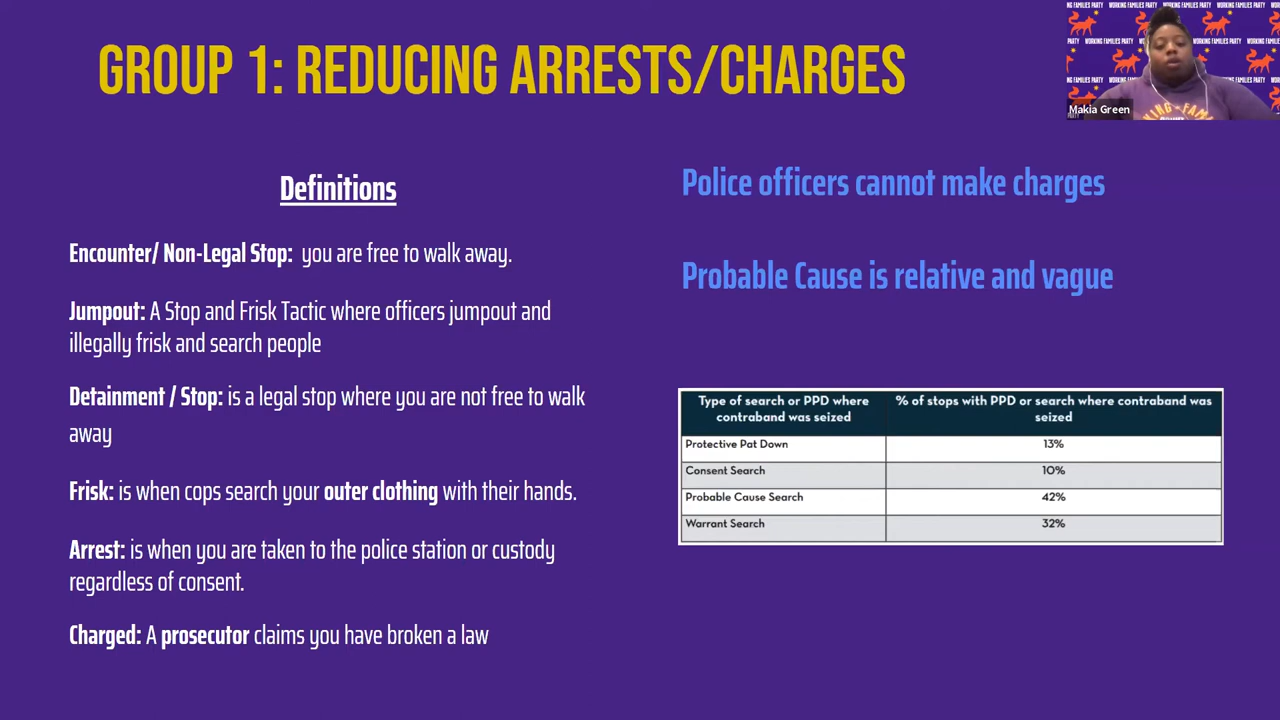 GROUP 1: REDUCING ARRESTS/CHARGES
WORKING FAMILIES PARTY
WORKING FAMILIES PARTY
Makia Green
Definitions
Encounter/ Non-Legal Stop: you are free to walk away.
Jumpout: A Stop and Frisk Tactic where officers jumpout and
illegally frisk and search people
Detainment / Stop: is a legal stop where you are not free to walk
away
Frisk: is when cops search your outer clothing with their hands.
Arrest: is when you are taken to the police station or custody
regardless of consent.
Charged: A prosecutor claims you have broken a law
Police officers cannot make charges
Probable Cause is relative and vague
Type of search or PPD where
contraband was seized
% of stops with PPD or search where contraband was
seized
Protective Pat Down 13%
Consent Search 10%
Probable Cause Search 42%
Warrant Search 32%